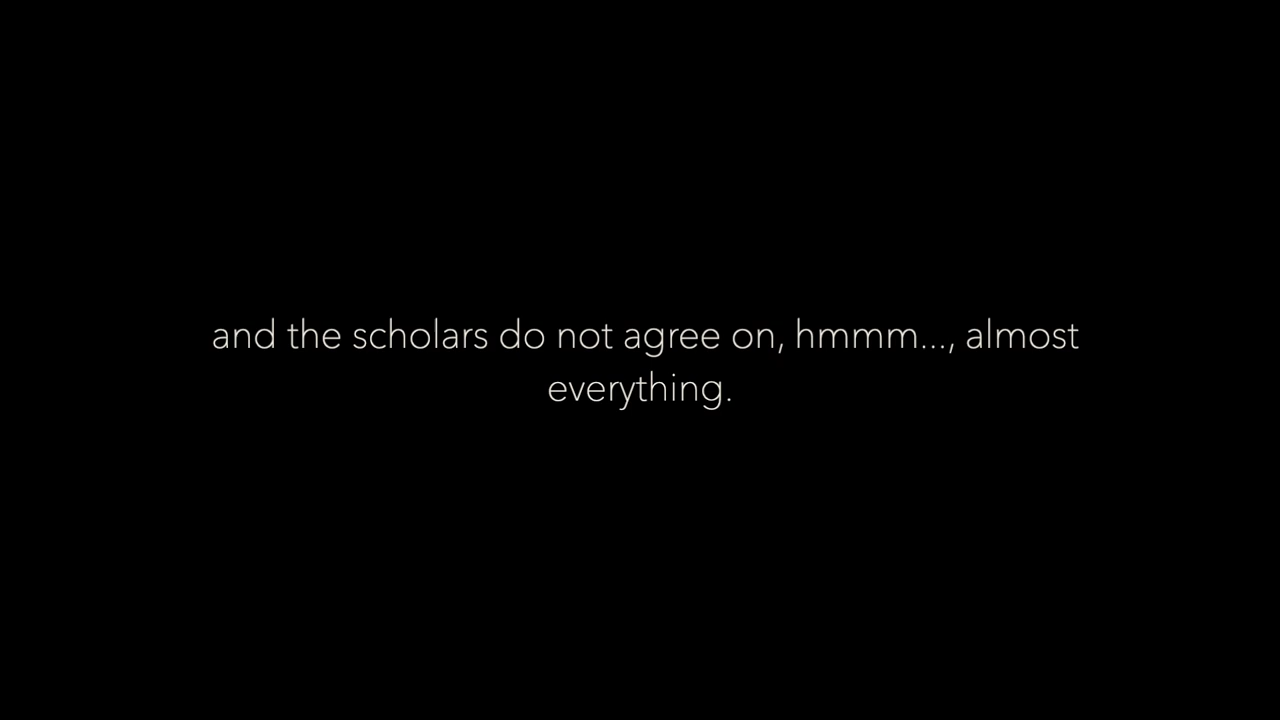 and the scholars do not agree on, hmmm..., almost
everything.